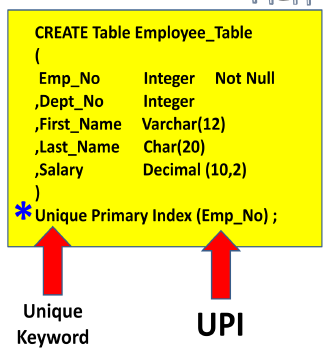 CREATE Table Employee_Table
(
Emp_No Integer Not Null
,Dept_No Integer
,First_Name Varchar(12)
,Last_Name Char(20)
,Salary Decimal (10,2)
)
*Unique Primary Index (Emp_No) ;
Unique
Keyword
UPI